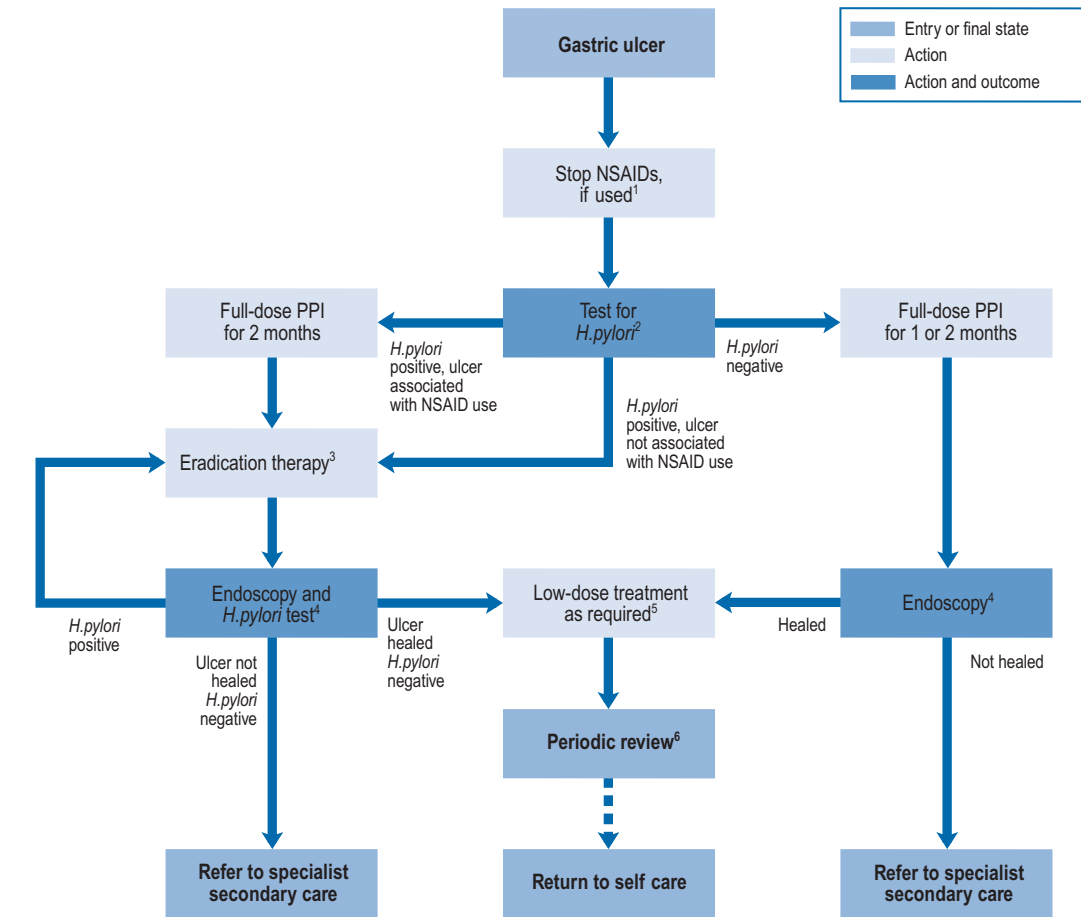 Gastric ulcer
Entry or final state
Action
Action and outcome
Stop NSAIDs,
if used1
Full-dose PPI
for 2 months
Test for
H.pylori2
Full-dose PPI
for 1 or 2 months
H.pylori
positive, ulcer
associated
with NSAID use
H.pylori
negative
H.pylori
positive, ulcer
not associated
with NSAID use
Eradication therapy3
Endoscopy and
H.pylori test4
Low-dose treatment
as required5
Endoscopy4
H.pylori
positive
Ulcer not
healed
H.pylori
negative
Ulcer
healed
H.pylori
negative
Healed
Not healed
Periodic review6
Refer to specialist
secondary care
Return to self care
Refer to specialist
secondary care